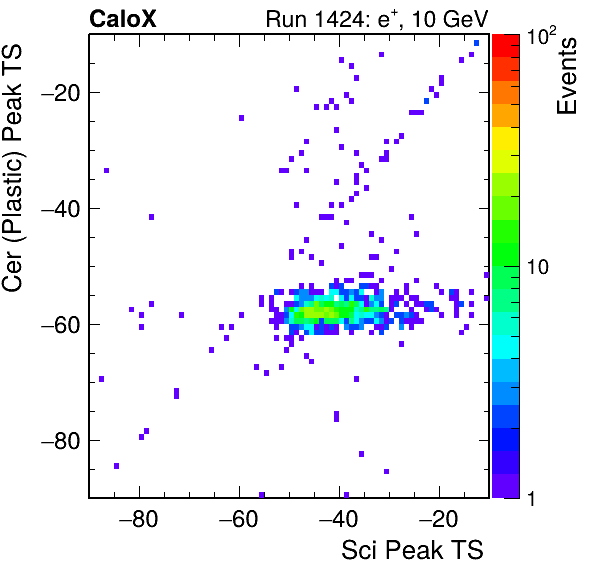 CaloX Run 1424: e⁺, 10 GeV
Cer (Plastic) Peak TS
−20
−40
−60
−80
−80 −60 −40 −20
Sci Peak TS
10²
10
1
Events